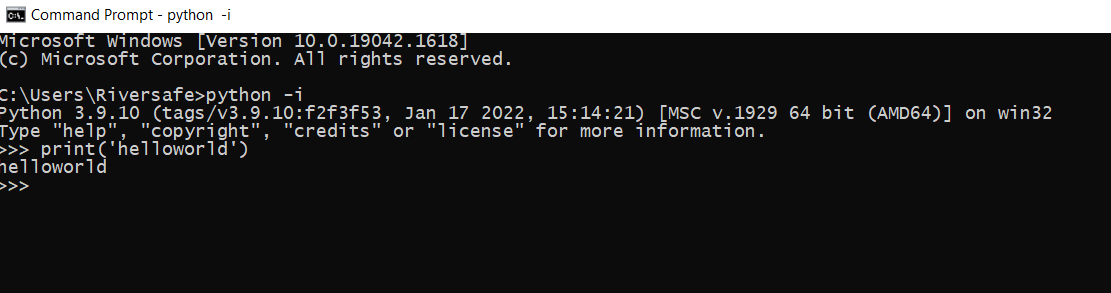 Command Prompt - python  -i
Microsoft Windows [Version 10.0.19042.1618]
(c) Microsoft Corporation. All rights reserved.
C:\Users\Riversafe>python -i
Python 3.9.10 (tags/v3.9.10:f2f3f53, Jan 17 2022, 15:14:21) [MSC v.1929 64 bit (AMD64)] on win32
Type "help", "copyright", "credits" or "license" for more information.
>>> print('helloworld')
helloworld
>>>